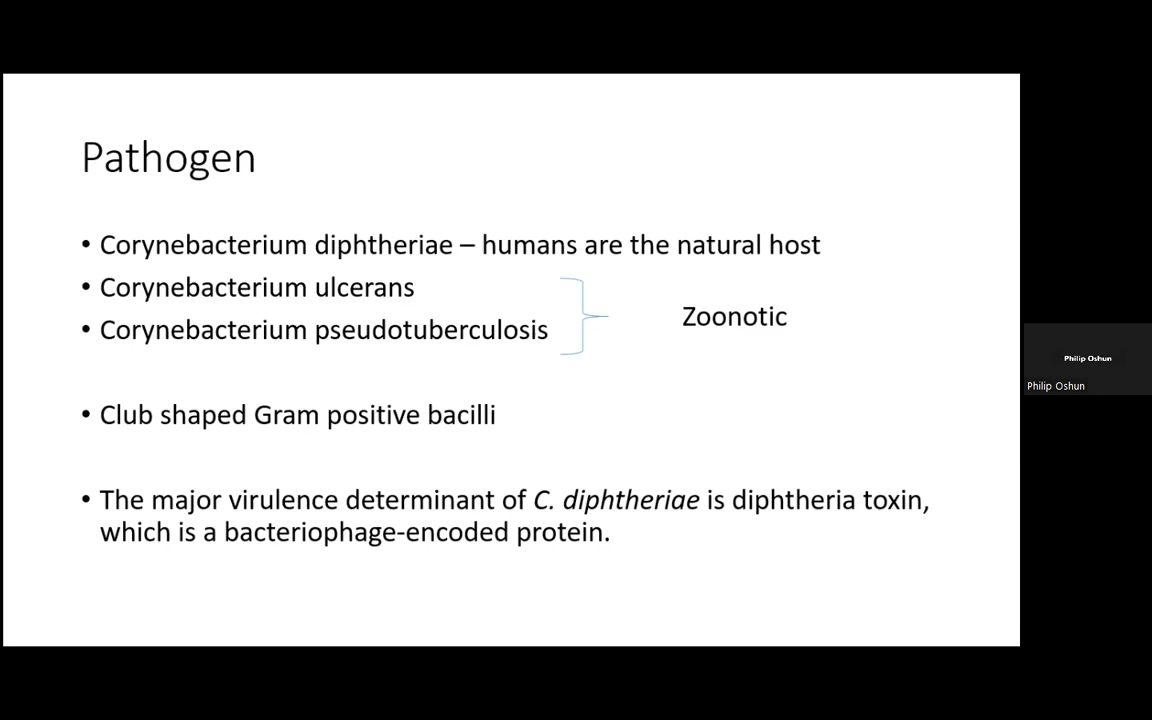 Pathogen
• Corynebacterium diphtheriae – humans are the natural host
• Corynebacterium ulcerans
• Corynebacterium pseudotuberculosis
Zoonotic
• Club shaped Gram positive bacilli
• The major virulence determinant of C. diphtheriae is diphtheria toxin,
which is a bacteriophage-encoded protein.
Philip Oshun
Philip Oshun